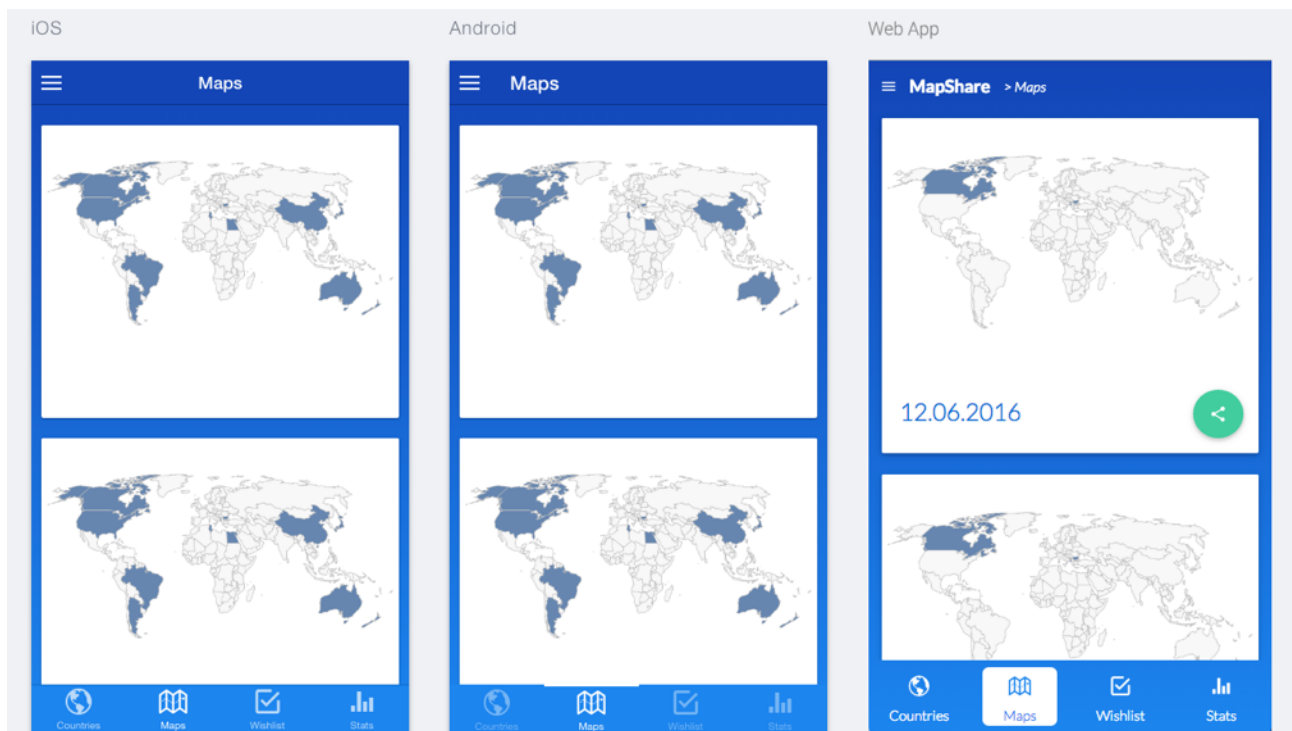 iOS
Android
Web App
Maps
Maps
MapShare > Maps
12.06.2016
Countries Maps Wishlist Stats
Countries Maps Wishlist Stats
Countries Maps Wishlist Stats